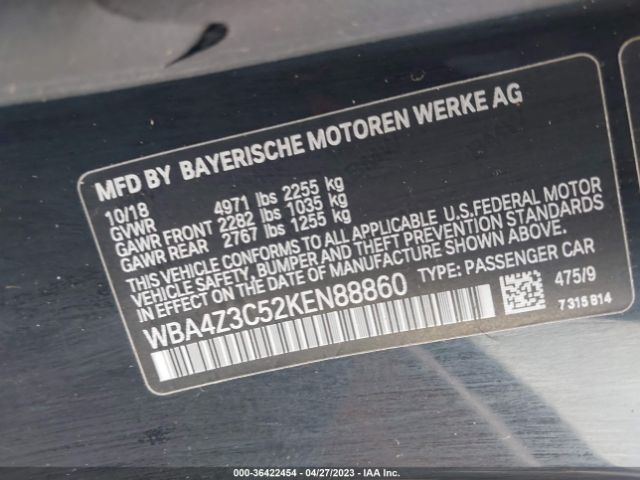 MFD BY BAYERISCHE MOTOREN WERKE AG
10/18
GVWR 4971 lbs 2255 kg
GAWR FRONT 2282 lbs 1035 kg
GAWR REAR 2767 lbs 1255 kg
THIS VEHICLE CONFORMS TO ALL APPLICABLE U.S.FEDERAL MOTOR
VEHICLE SAFETY, BUMPER AND THEFT PREVENTION STANDARDS
IN EFFECT ON THE DATE OF MANUFACTURE SHOWN ABOVE.
WBA4Z3C52KEN88860 TYPE: PASSENGER CAR
475/9
7 315 814
000-36422454 - 04/27/2023 - IAA Inc.